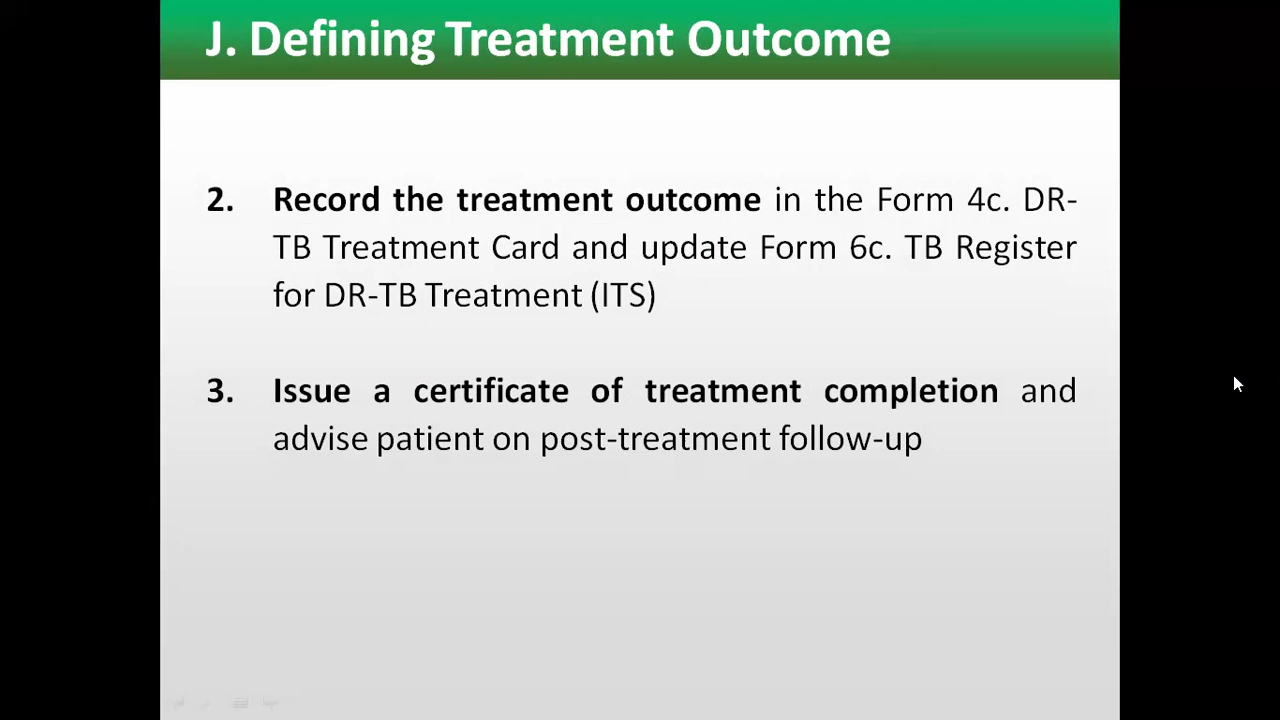 J. Defining Treatment Outcome
2. Record the treatment outcome in the Form 4c. DR-
TB Treatment Card and update Form 6c. TB Register
for DR-TB Treatment (ITS)
3. Issue a certificate of treatment completion and
advise patient on post-treatment follow-up